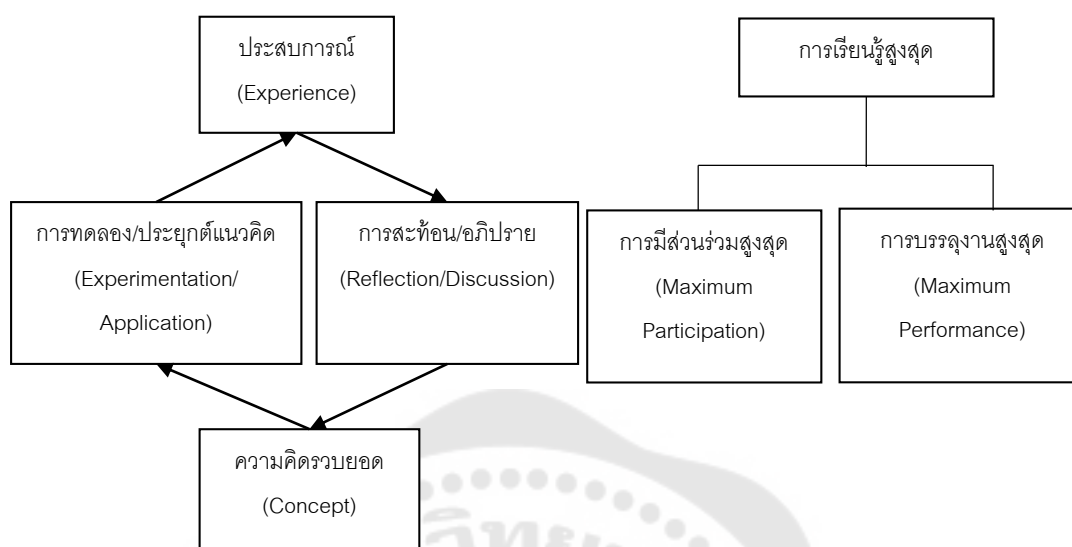 ประสบการณ์
(Experience)
การเรียนรู้สูงสุด
การทดลอง/ประยุกต์แนวคิด
(Experimentation/
Application)
การสะท้อน/อภิปราย
(Reflection/Discussion)
การมีส่วนร่วมสูงสุด
(Maximum
Participation)
การบรรลุงานสูงสุด
(Maximum
Performance)
ความคิดรวบยอด
(Concept)